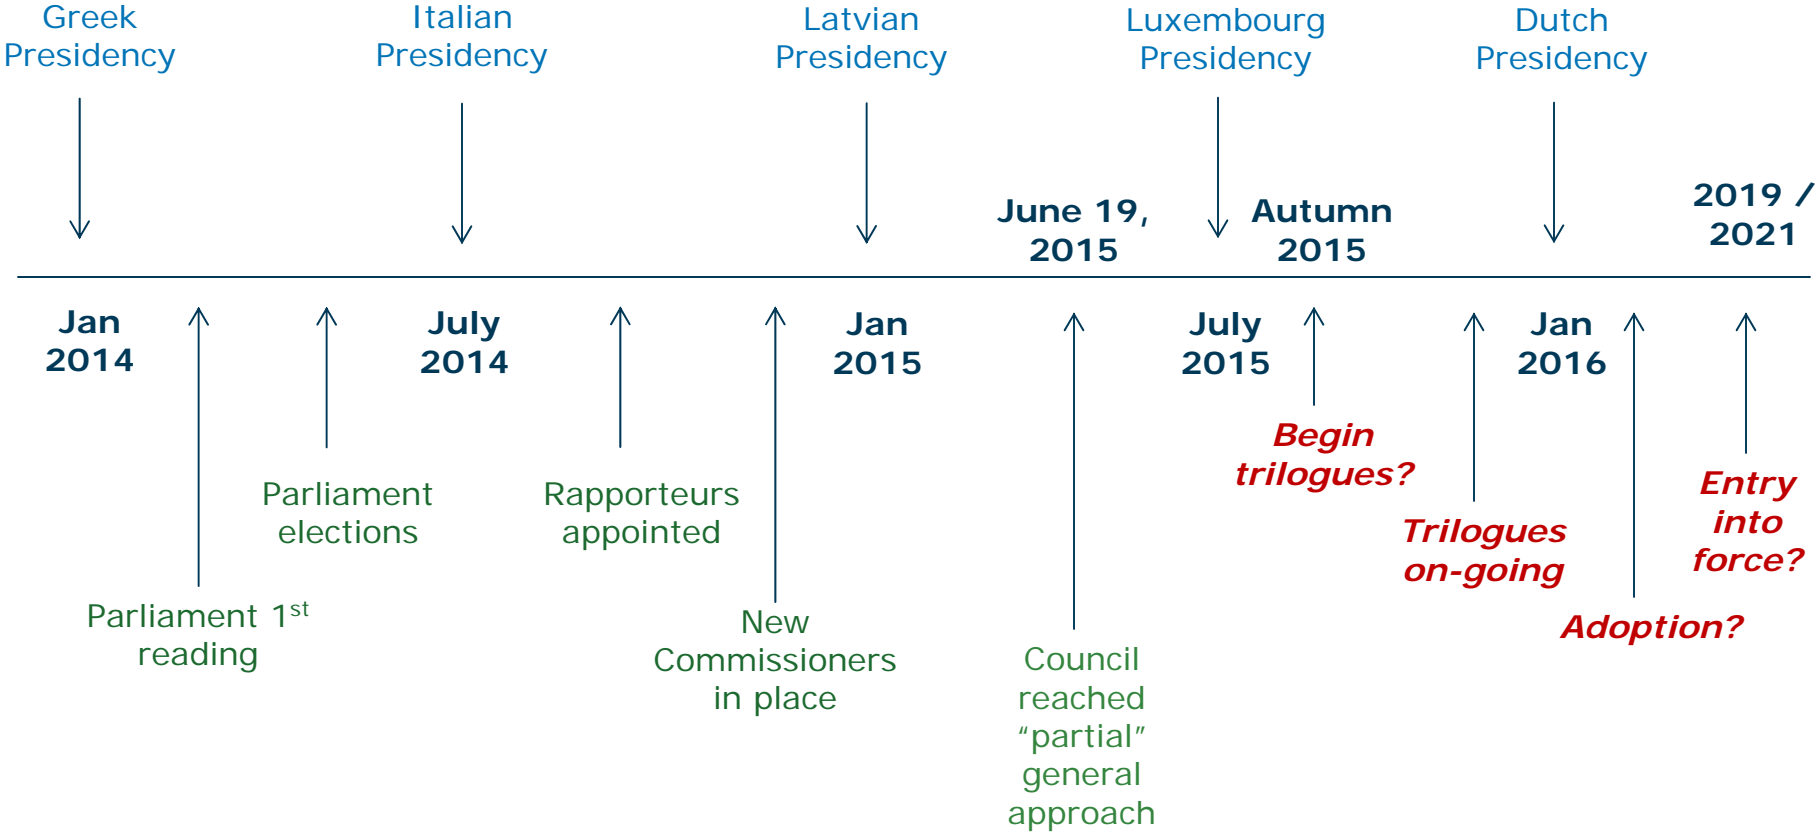 Greek
Presidency
Italian
Presidency
Latvian
Presidency
Luxembourg
Presidency
Dutch
Presidency
June 19,
2015
Autumn
2015
2019 /
2021
Jan
2014
July
2014
Jan
2015
July
2015
Jan
2016
Parliament 1st
reading
Parliament
elections
Rapporteurs
appointed
New
Commissioners
in place
Council
reached
“partial”
general
approach
Begin
trilogues?
Trilogues
on-going
Adoption?
Entry
into
force?